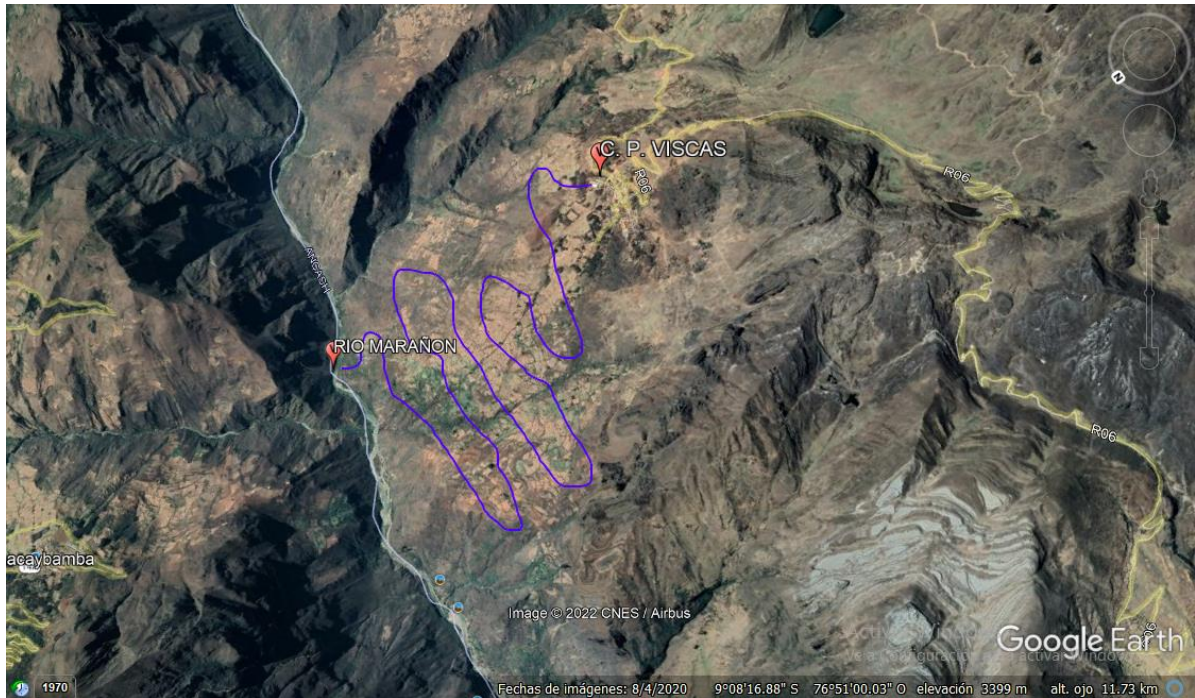 N
C. P. VISCAS
R06
R06
ANCASH
RIO MARAÑON
R06
acaybamba
Image © 2022 CNES / Airbus
Google Earth
1970
Fechas de imágenes: 8/4/2020 9°08'16.88" S 76°51'00.03" O elevación 3399 m alt. ojo 11.73 km